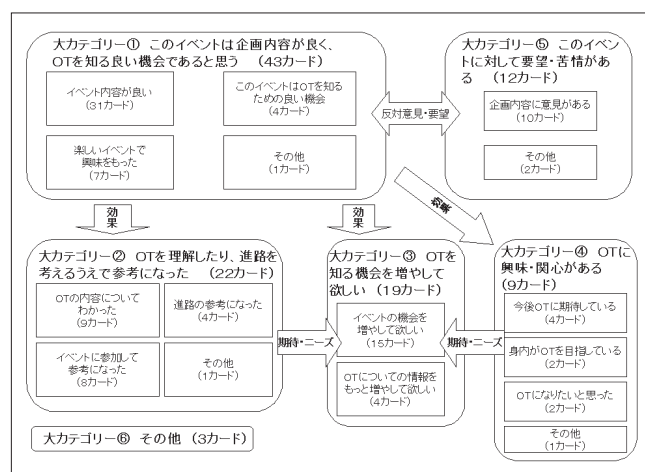 大カテゴリー① このイベントは企画内容が良く、
OTを知る良い機会であると思う (43カード)
イベント内容が良い
(31カード)
このイベントはOTを知る
ための良い機会
(4カード)
楽しいイベントで
興味をもった
(7カード)
その他
(1カード)
反対意見・要望
大カテゴリー⑤ このイベン
トに対して要望・苦情があ
る (12カード)
企画内容に意見がある
(10カード)
その他
(2カード)
効果
効果
効果
大カテゴリー② OTを理解したり、進路を
考えるうえで参考になった (22カード)
OTの内容について
わかった
(9カード)
進路の参考になった
(4カード)
イベントに参加して
参考になった
(8カード)
その他
(1カード)
期待・ニーズ
大カテゴリー③ OTを
知る機会を増やして
欲しい (19カード)
イベントの機会を
増やして欲しい
(15カード)
OTについての情報を
もっと増やして欲しい
(4カード)
期待・ニーズ
大カテゴリー④ OTに
興味・関心がある
(9カード)
今後OTに期待している
(4カード)
身内がOTを目指している
(2カード)
OTになりたいと思った
(2カード)
その他
(1カード)
大カテゴリー⑥ その他 (3カード)